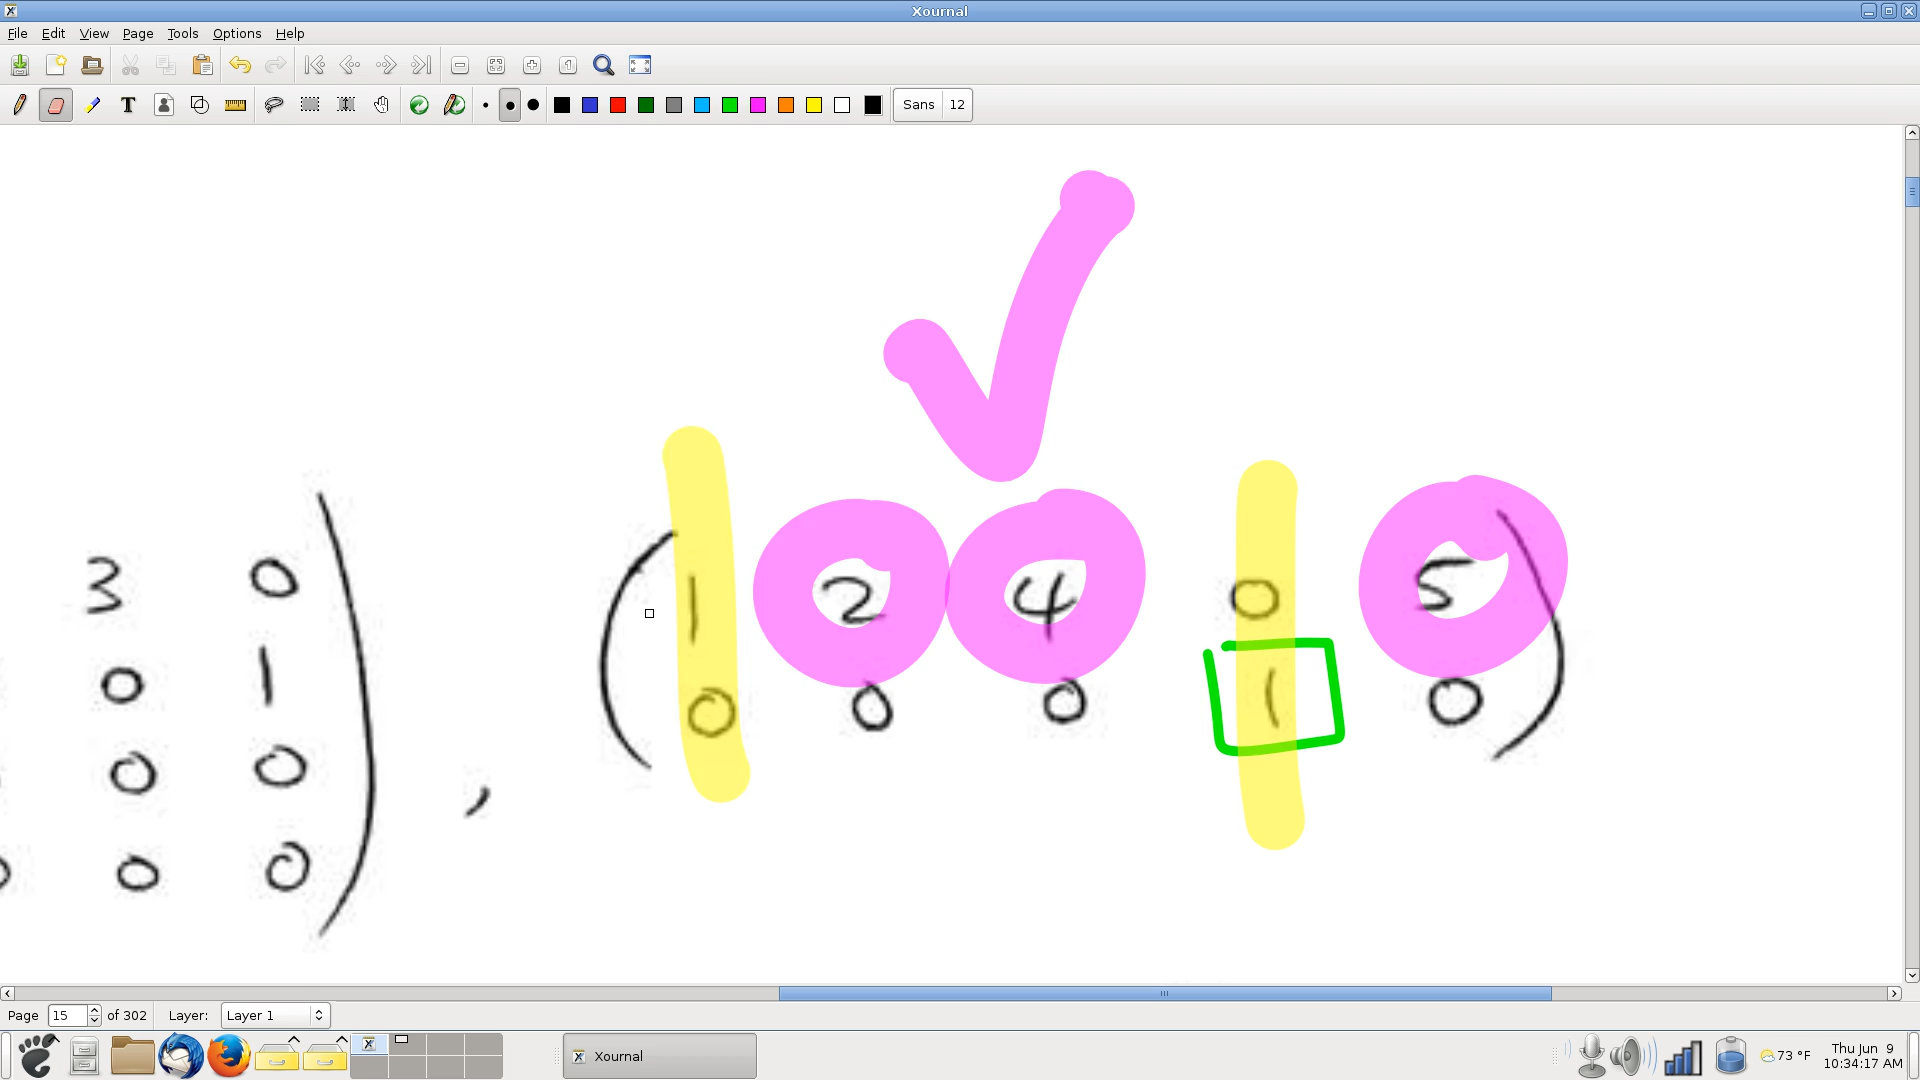 Xournal
File Edit View Page Tools Options Help
Sans 12
3 0 ( 1 2 4 0 5 )
0 1 0 0 0 1 0
0 0 ,
0 0 0
Page 15 of 302 Layer: Layer 1
Xournal 73 °F Thu Jun 9
10:34:17 AM